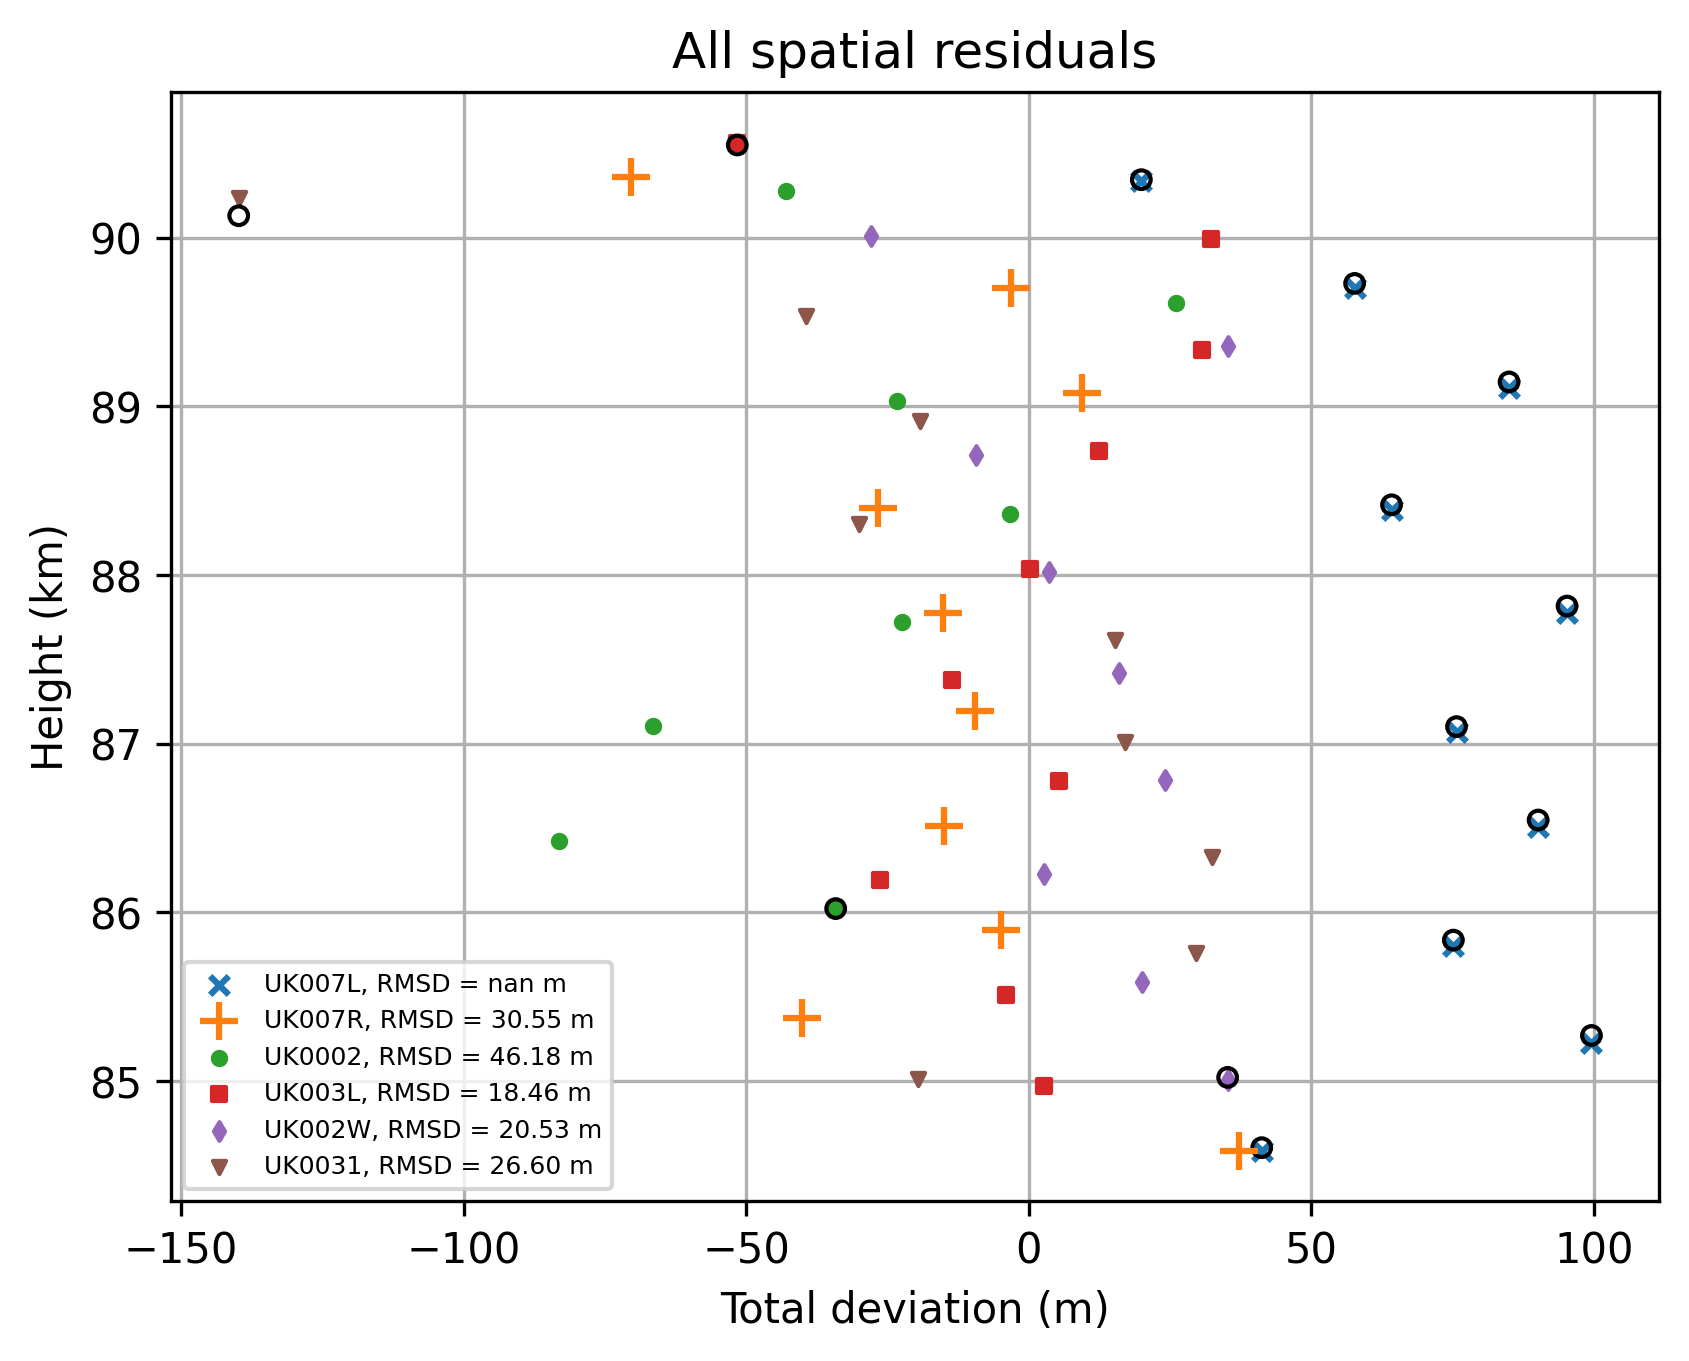 All spatial residuals
Height (km)
90
89
88
87
86
85
UK007L, RMSD = nan m
UK007R, RMSD = 30.55 m
UK0002, RMSD = 46.18 m
UK003L, RMSD = 18.46 m
UK002W, RMSD = 20.53 m
UK0031, RMSD = 26.60 m
−150 −100 −50 0 50 100
Total deviation (m)